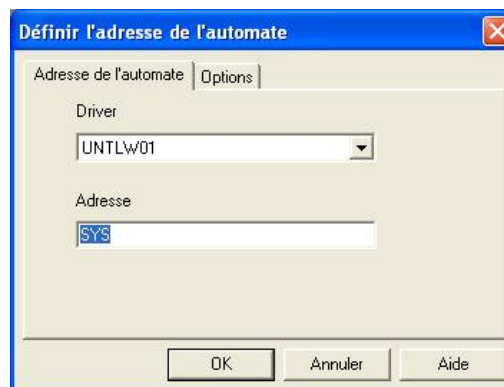 Définir l'adresse de l'automate
Adresse de l'automate Options
Driver
UNTLW01
Adresse
SYS
OK Annuler Aide